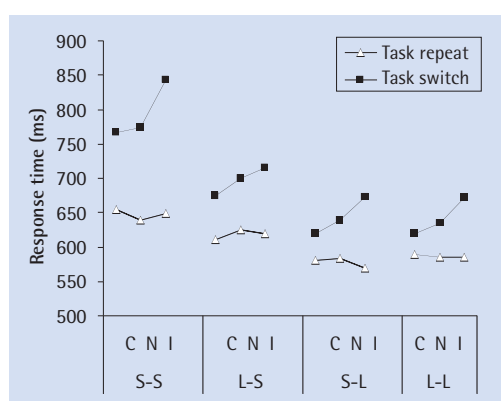 900
850
800
750
700
650
600
550
500
Response time (ms)
Task repeat
Task switch
C N I C N I C N I C N I
S-S L-S S-L L-L